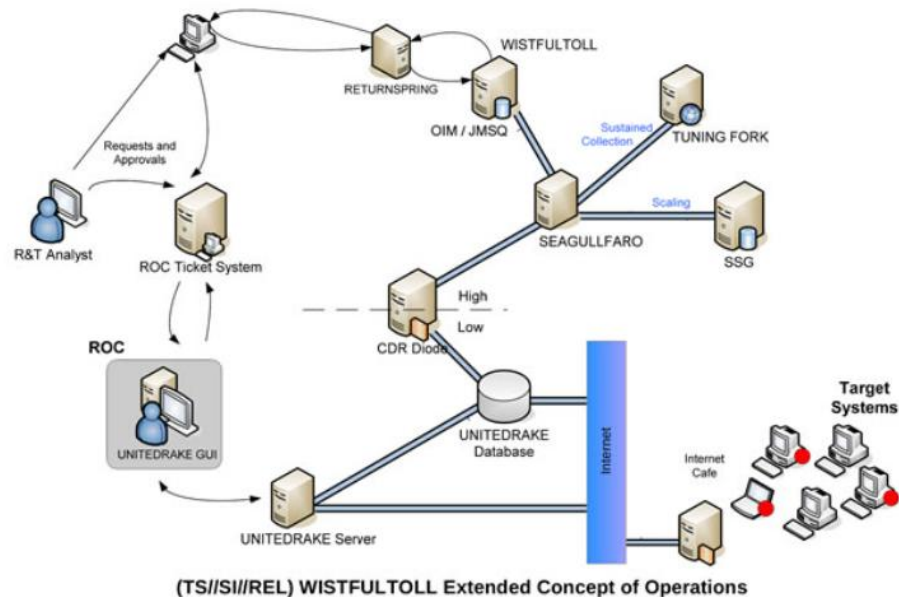 WISTFULTOLL
RETURNSPRING
OIM / JMSQ
Sustained
Collection
TUNING FORK
Requests and
Approvals
Scaling
R&T Analyst
ROC Ticket System
SEAGULLFARO
SSG
High
Low
CDR Diode
ROC
UNITEDRAKE GUI
UNITEDRAKE
Database
Internet
Target
Systems
Internet
Cafe
UNITEDRAKE Server
(TS//SI//REL) WISTFULTOLL Extended Concept of Operations